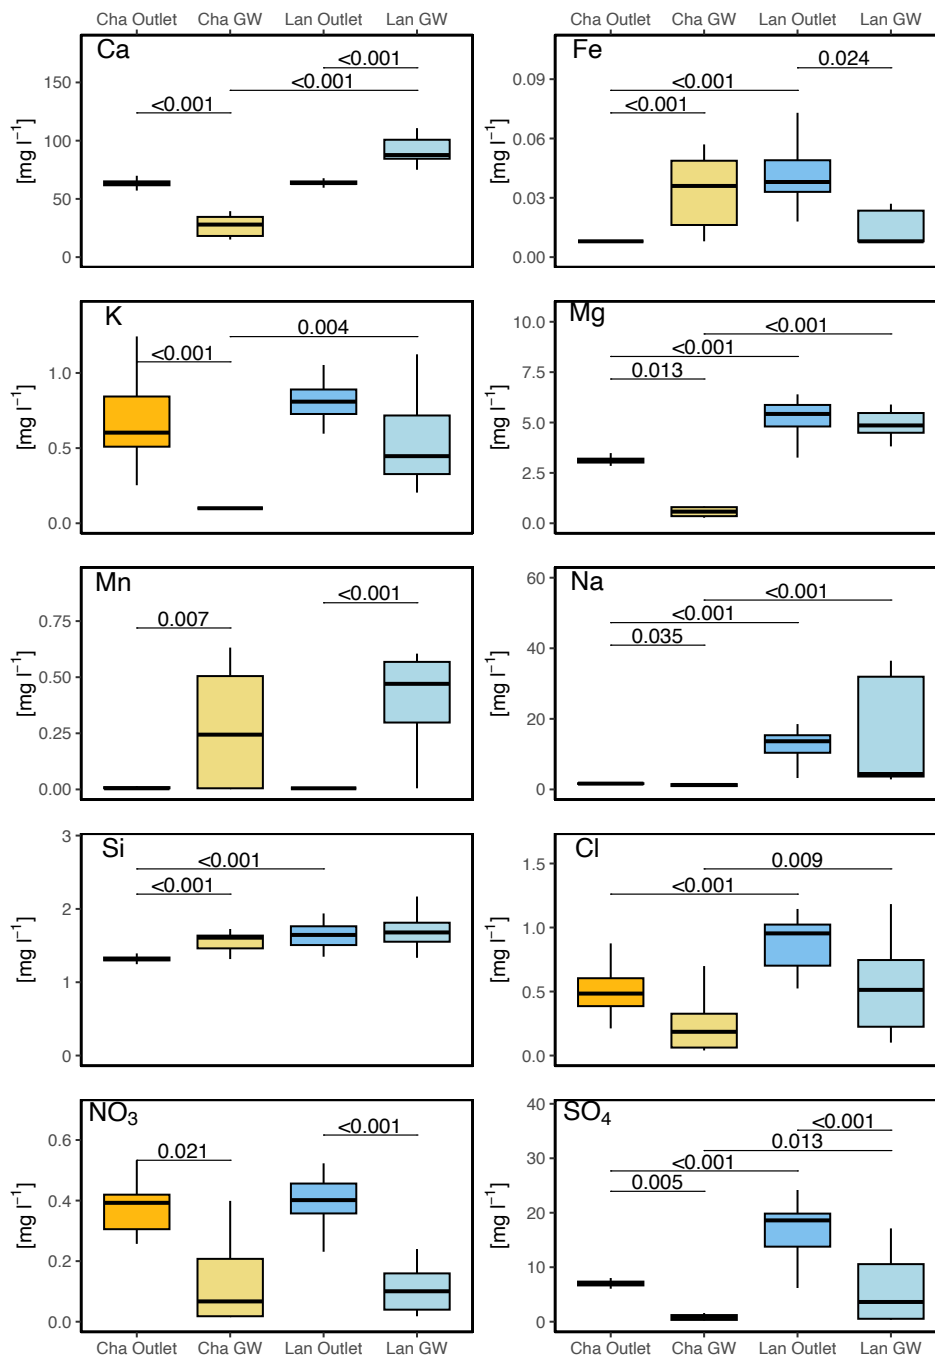 Cha Outlet Cha GW Lan Outlet Lan GW
Cha Outlet Cha GW Lan Outlet Lan GW
Ca
[mg l⁻¹]
150
100
50
0
<0.001
<0.001
<0.001
Fe
[mg l⁻¹]
0.09
0.06
0.03
0.00
0.024
<0.001
<0.001
K
[mg l⁻¹]
1.0
0.5
0.0
0.004
<0.001
Mg
[mg l⁻¹]
10.0
7.5
5.0
2.5
0.0
<0.001
<0.001
0.013
Mn
[mg l⁻¹]
0.75
0.50
0.25
0.00
<0.001
0.007
Na
[mg l⁻¹]
60
40
20
0
<0.001
<0.001
0.035
Si
[mg l⁻¹]
3
2
1
0
<0.001
<0.001
Cl
[mg l⁻¹]
1.5
1.0
0.5
0.0
0.009
<0.001
NO₃
[mg l⁻¹]
0.6
0.4
0.2
0.0
<0.001
0.021
SO₄
[mg l⁻¹]
40
30
20
10
0
<0.001
0.013
<0.001
0.005
Cha Outlet Cha GW Lan Outlet Lan GW
Cha Outlet Cha GW Lan Outlet Lan GW